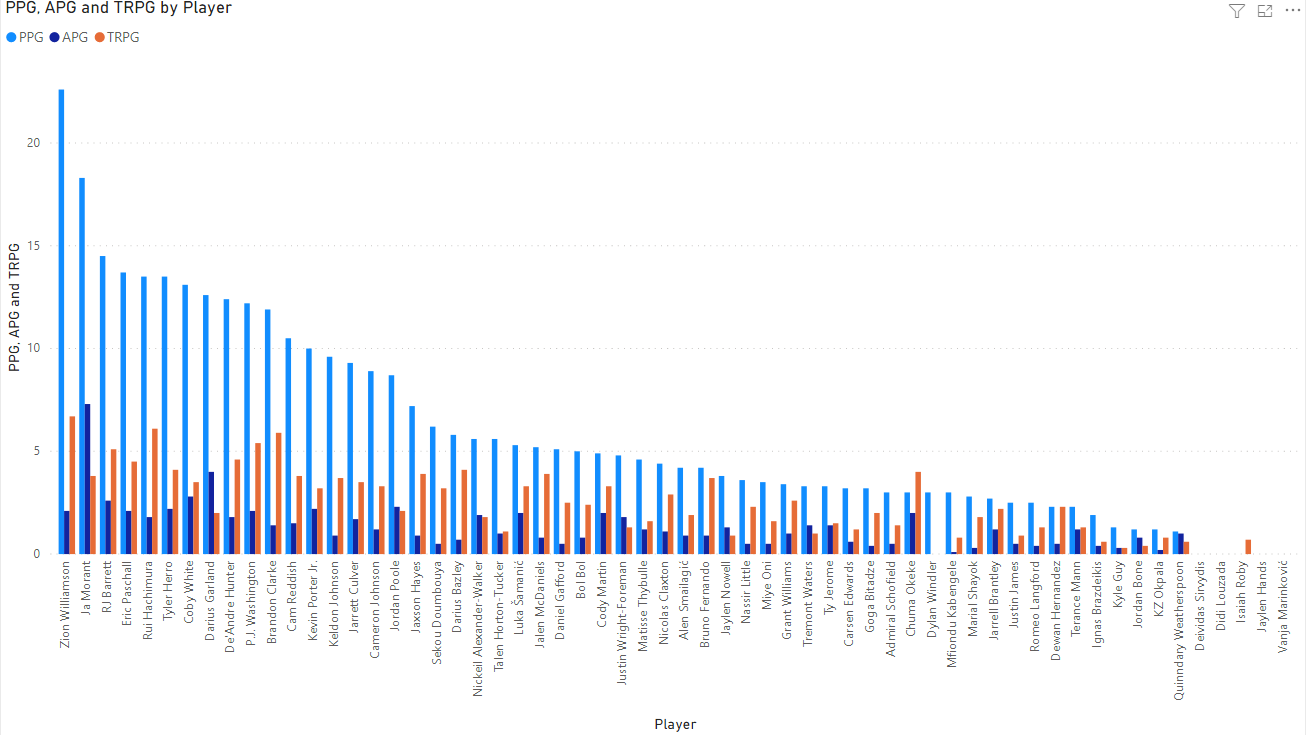 PPG, APG and TRPG by Player
PPG APG TRPG
PPG, APG and TRPG
20
15
10
5
0
Zion Williamson
Ja Morant
RJ Barrett
Eric Paschall
Rui Hachimura
Tyler Herro
Coby White
Darius Garland
De'Andre Hunter
P.J. Washington
Brandon Clarke
Cam Reddish
Kevin Porter Jr.
Keldon Johnson
Jarrett Culver
Cameron Johnson
Jordan Poole
Jaxson Hayes
Sekou Doumbouya
Darius Bazley
Nickeil Alexander-Walker
Talen Horton-Tucker
Luka Šamanić
Jalen McDaniels
Daniel Gafford
Bol Bol
Cody Martin
Justin Wright-Foreman
Matisse Thybulle
Nicolas Claxton
Alen Smailagić
Bruno Fernando
Jaylen Nowell
Nassir Little
Miye Oni
Grant Williams
Tremont Waters
Ty Jerome
Carsen Edwards
Goga Bitadze
Admiral Schofield
Chuma Okeke
Dylan Windler
Mfiondu Kabengele
Marial Shayok
Jarrell Brantley
Justin James
Romeo Langford
Dewan Hernandez
Terance Mann
Ignas Brazdeikis
Kyle Guy
Jordan Bone
KZ Okpala
Quinndary Weatherspoon
Deividas Sirvydis
Didi Louzada
Isaiah Roby
Jaylen Hands
Vanja Marinković
Player